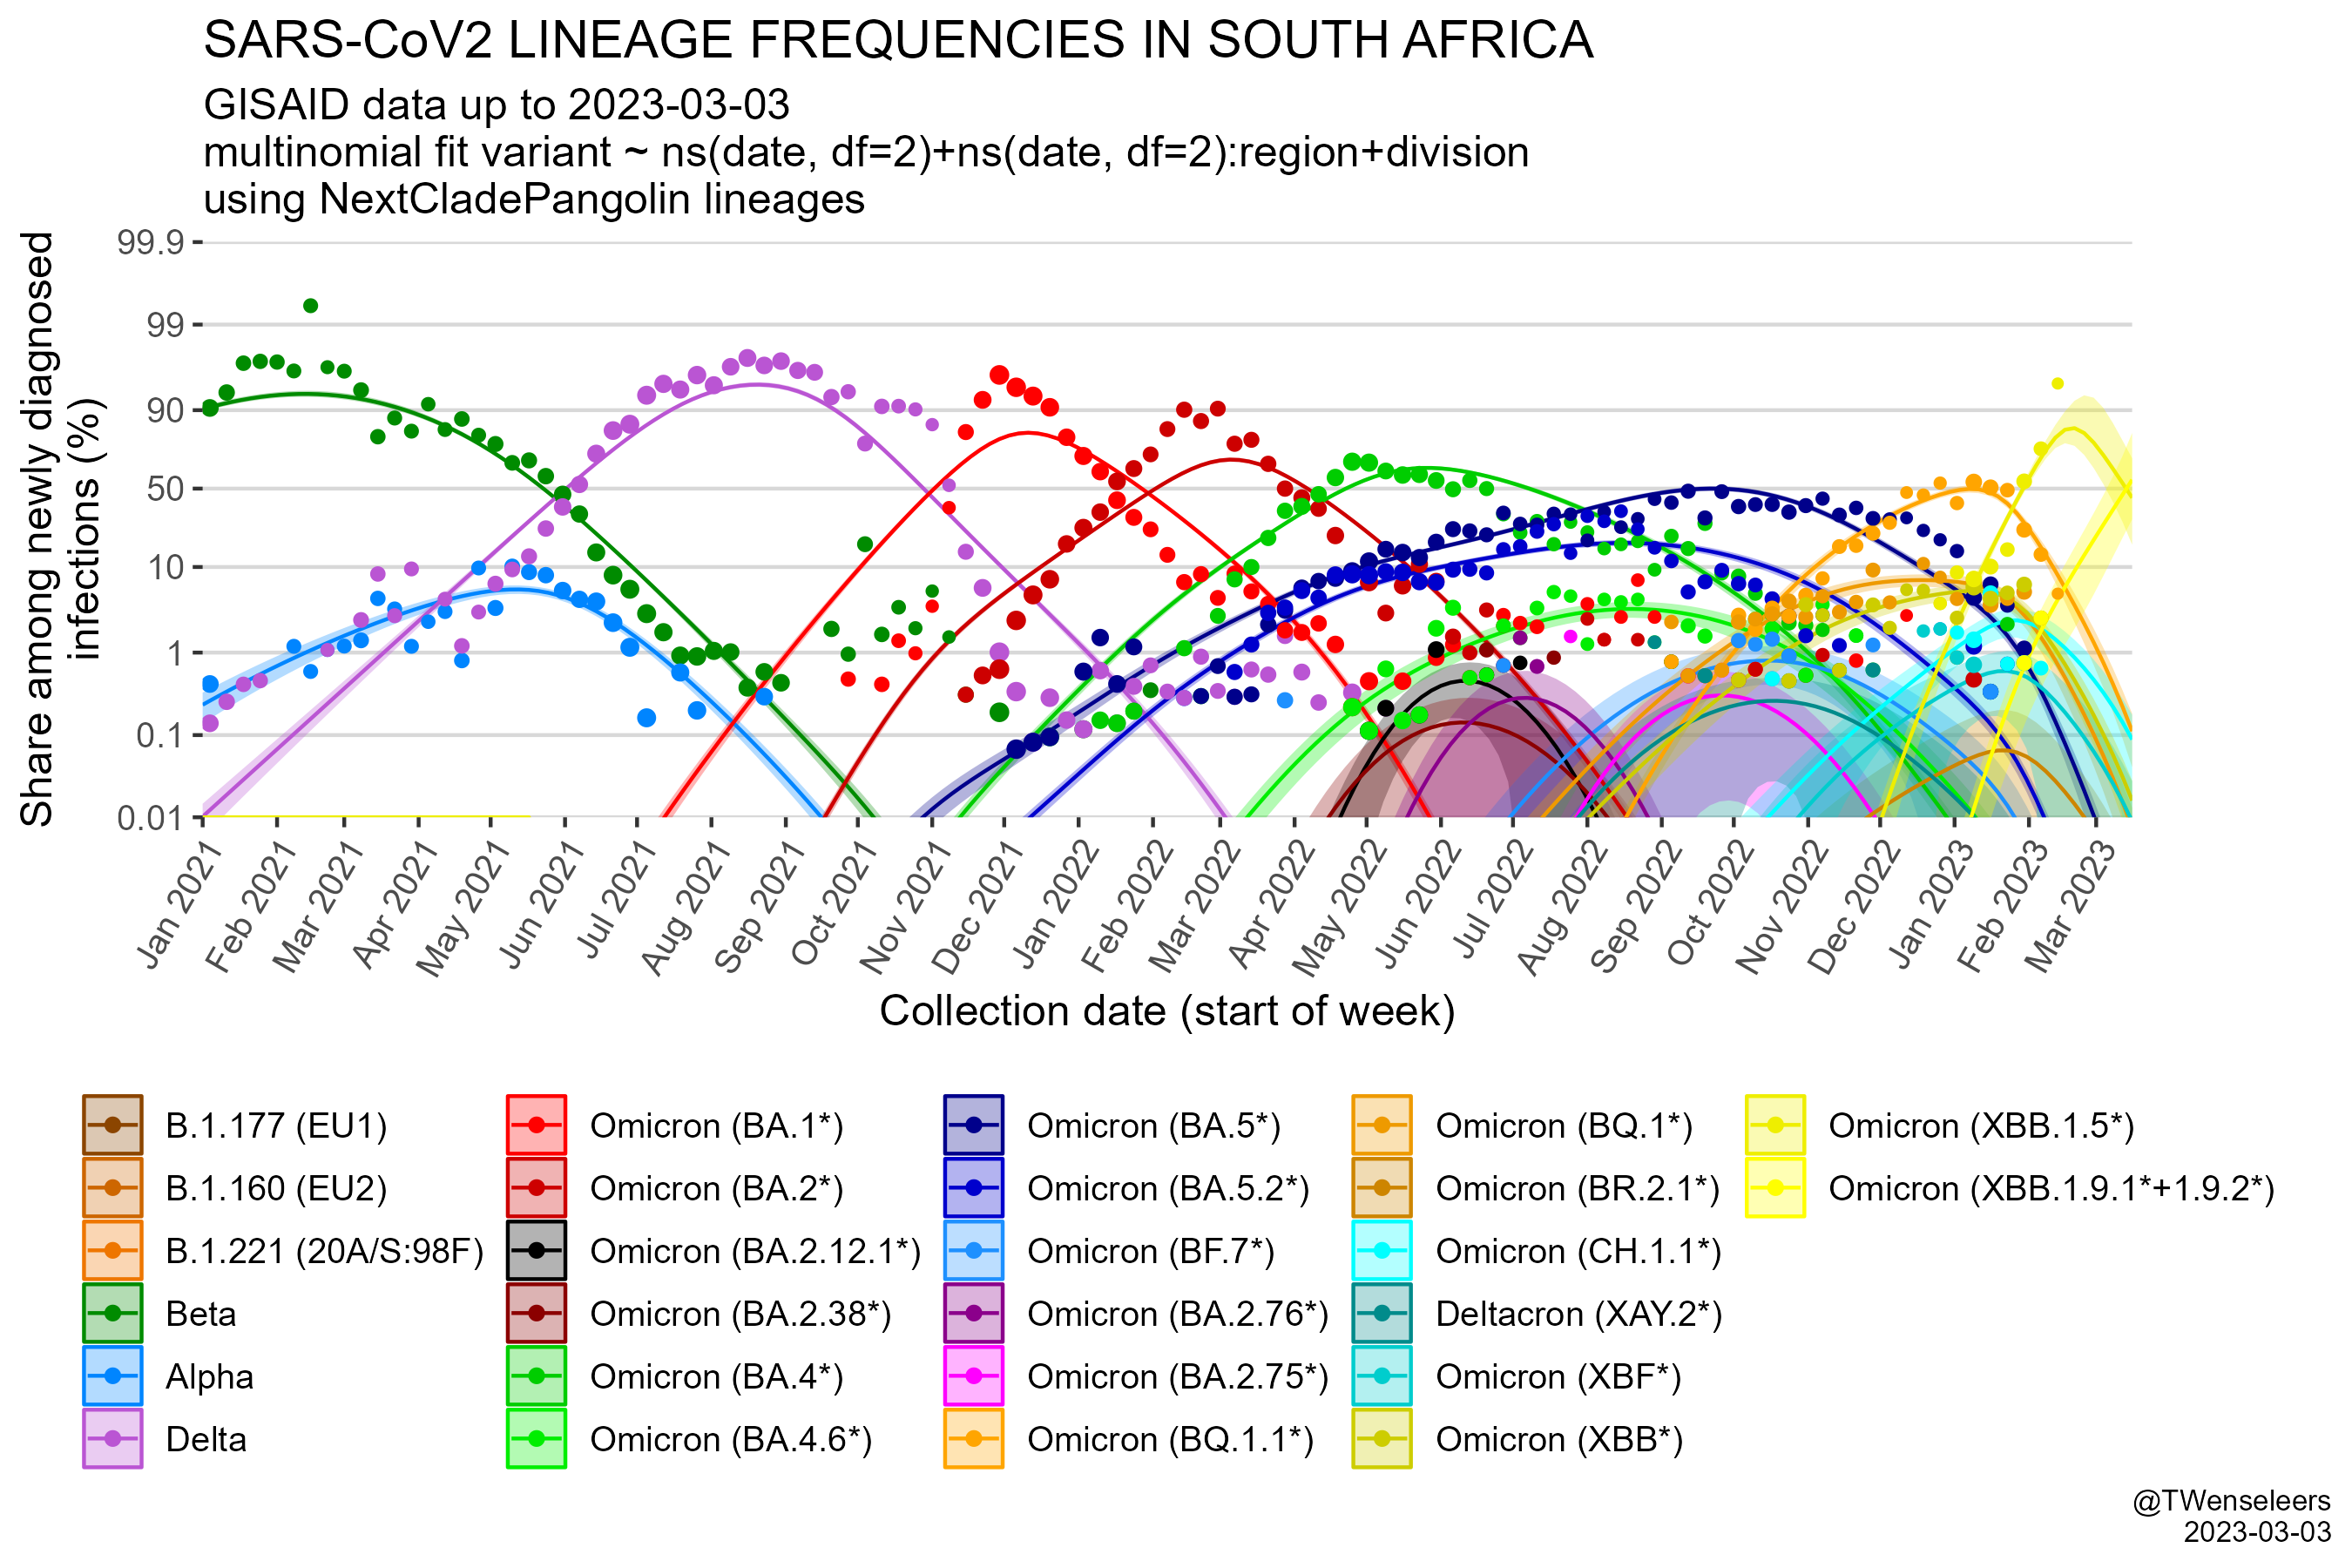 SARS-CoV2 LINEAGE FREQUENCIES IN SOUTH AFRICA
GISAID data up to 2023-03-03
multinomial fit variant ~ ns(date, df=2)+ns(date, df=2):region+division
using NextCladePangolin lineages
Share among newly diagnosed
infections (%)
99.9
99
90
50
10
1
0.1
0.01
Jan 2021
Feb 2021
Mar 2021
Apr 2021
May 2021
Jun 2021
Jul 2021
Aug 2021
Sep 2021
Oct 2021
Nov 2021
Dec 2021
Jan 2022
Feb 2022
Mar 2022
Apr 2022
May 2022
Jun 2022
Jul 2022
Aug 2022
Sep 2022
Oct 2022
Nov 2022
Dec 2022
Jan 2023
Feb 2023
Mar 2023
Collection date (start of week)
B.1.177 (EU1)
B.1.160 (EU2)
B.1.221 (20A/S:98F)
Beta
Alpha
Delta
Omicron (BA.1*)
Omicron (BA.2*)
Omicron (BA.2.12.1*)
Omicron (BA.2.38*)
Omicron (BA.4*)
Omicron (BA.4.6*)
Omicron (BA.5*)
Omicron (BA.5.2*)
Omicron (BF.7*)
Omicron (BA.2.76*)
Omicron (BA.2.75*)
Omicron (BQ.1.1*)
Omicron (BQ.1*)
Omicron (BR.2.1*)
Omicron (CH.1.1*)
Deltacron (XAY.2*)
Omicron (XBF*)
Omicron (XBB*)
Omicron (XBB.1.5*)
Omicron (XBB.1.9.1*+1.9.2*)
@TWenseleers
2023-03-03